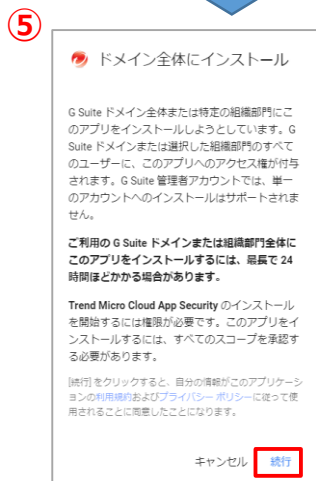 ⑤
ドメイン全体にインストール
G Suite ドメイン全体または特定の組織部門にこ
のアプリをインストールしようとしています。G
Suite ドメインまたは選択した組織部門のすべて
のユーザーに、このアプリへのアクセス権が付与
されます。G Suite 管理者アカウントでは、単一
のアカウントへのインストールはサポートされま
せん。
ご利用の G Suite ドメインまたは組織部門全体に
このアプリをインストールするには、最長で 24
時間ほどかかる場合があります。
Trend Micro Cloud App Security のインストール
を開始するには権限が必要です。このアプリをイ
ンストールするには、すべてのスコープを承認す
る必要があります。
[続行] をクリックすると、自分の情報がこのアプリケーシ
ョンの利用規約およびプライバシー ポリシーに従って使
用されることに同意したことになります。
キャンセル 続行